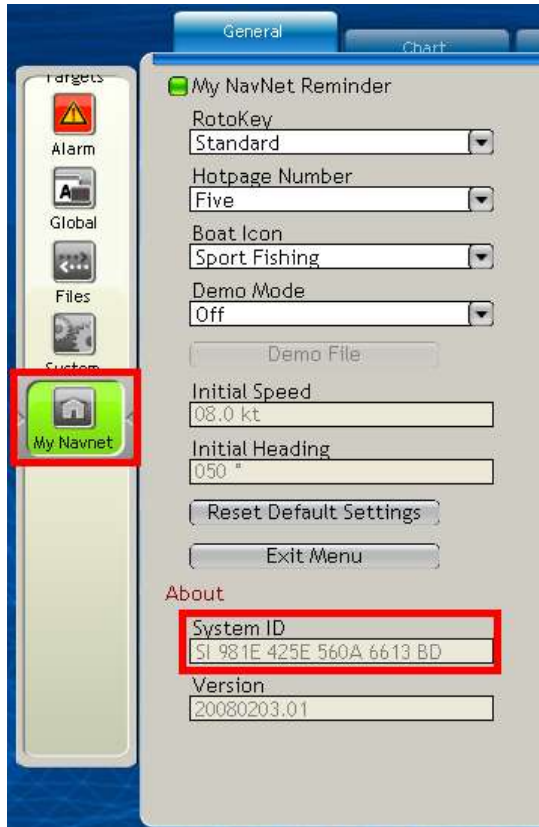 General
Chart
Targets
Alarm
Global
Files
System
My Navnet
My NavNet Reminder
RotoKey
Standard
Hotpage Number
Five
Boat Icon
Sport Fishing
Demo Mode
Off
Demo File
Initial Speed
08.0 kt
Initial Heading
050 °
Reset Default Settings
Exit Menu
About
System ID
SI 981E 425E 560A 6613 BD
Version
20080203.01